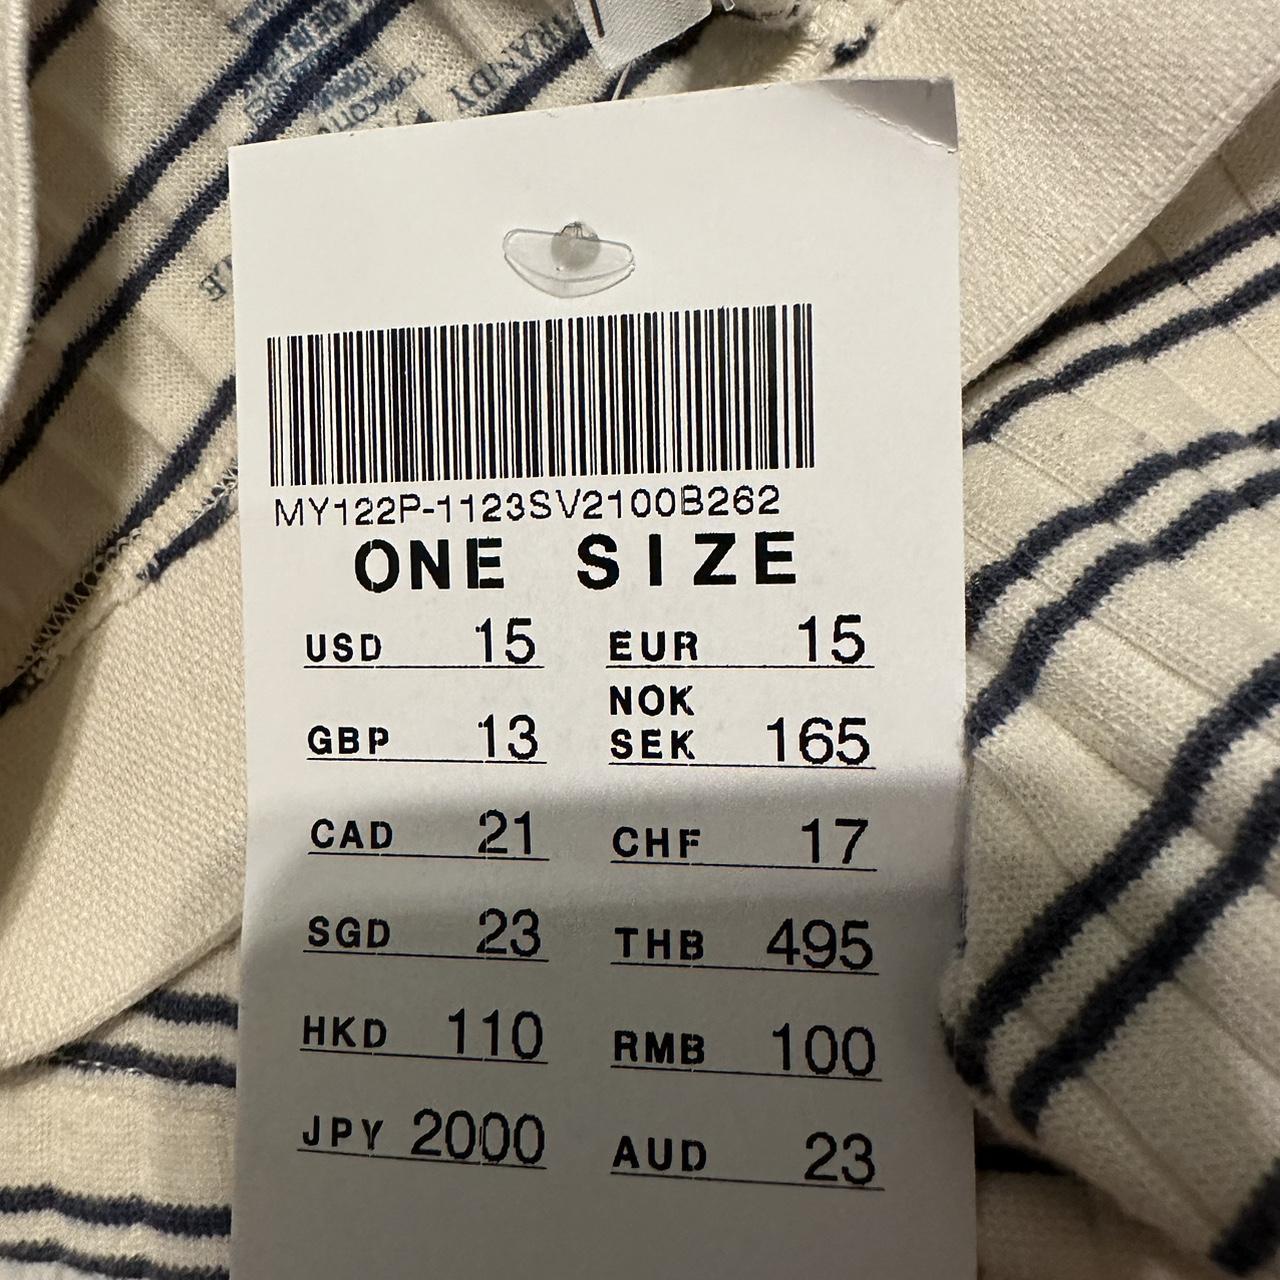 BRANDY
MY122P-1123SV2100B262
ONE SIZE
USD 15 EUR 15
NOK
GBP 13 SEK 165
CAD 21 CHF 17
SGD 23 THB 495
HKD 110 RMB 100
JPY 2000 AUD 23